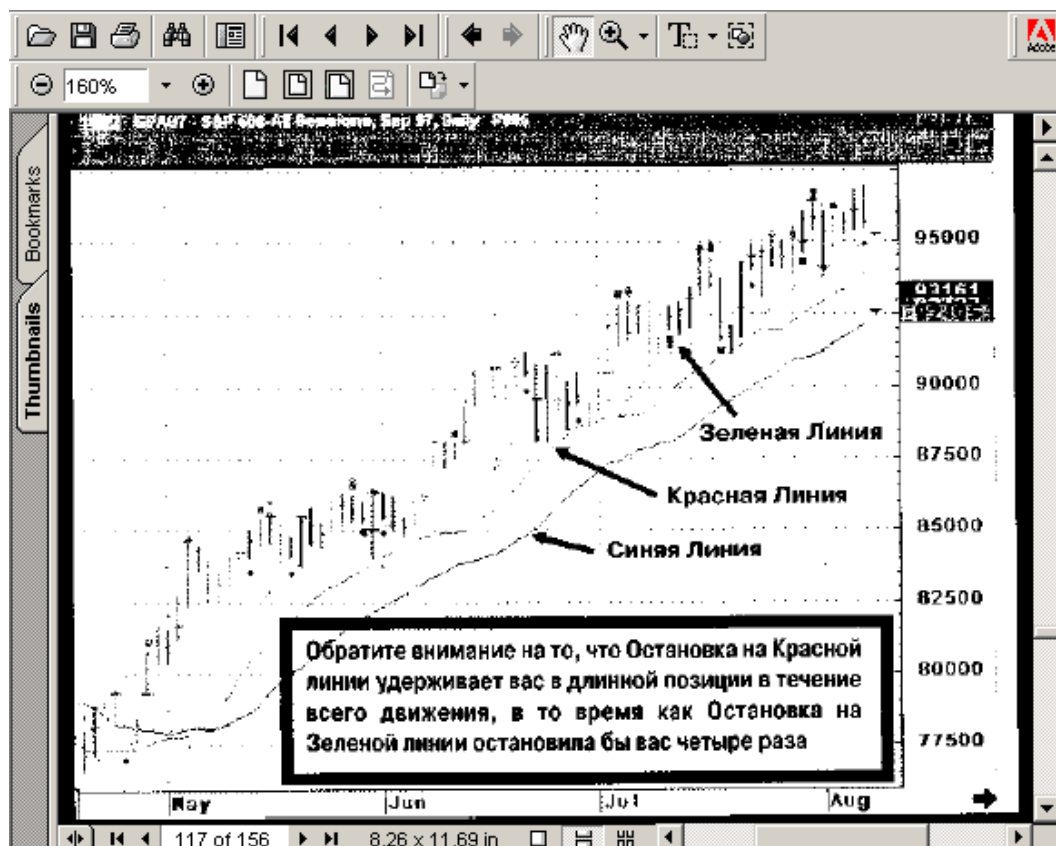 Adobe
160%
Bookmarks
Thumbnails
95000
93161
90000
Зеленая Линия
87500
Красная Линия
85000
Синяя Линия
82500
Обратите внимание на то, что Остановка на Красной
линии удерживает вас в длинной позиции в течение
всего движения, в то время как Остановка на
Зеленой линии остановила бы вас четыре раза
80000
77500
May Jun Jul Aug
117 of 156 8,26 x 11,69 in